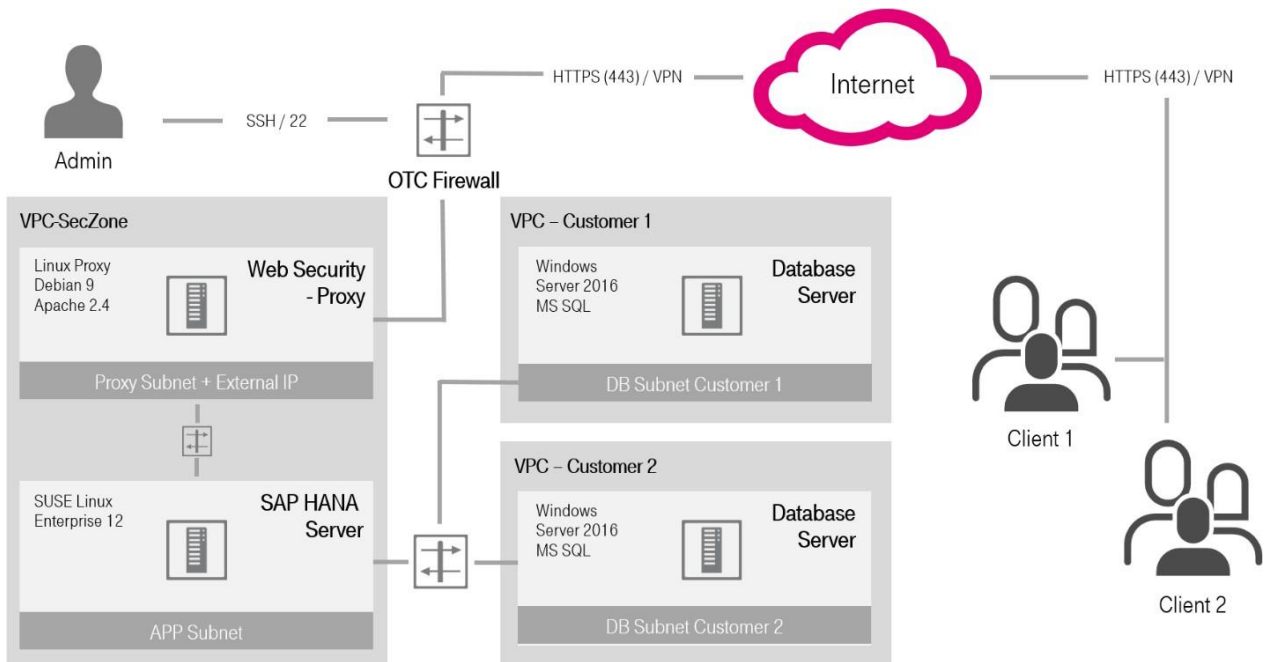 HTTPS (443) / VPN
Internet
HTTPS (443) / VPN
SSH / 22
Admin
OTC Firewall
VPC-SecZone
Linux Proxy
Debian 9
Apache 2.4
Web Security
- Proxy
Proxy Subnet + External IP
SUSE Linux
Enterprise 12
SAP HANA
Server
APP Subnet
VPC – Customer 1
Windows
Server 2016
MS SQL
Database
Server
DB Subnet Customer 1
VPC – Customer 2
Windows
Server 2016
MS SQL
Database
Server
DB Subnet Customer 2
Client 1
Client 2